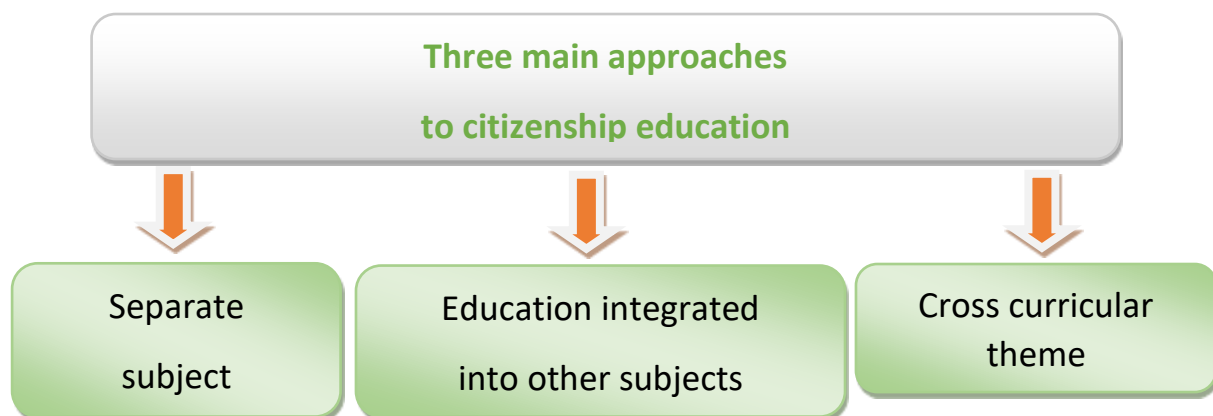 Three main approaches
to citizenship education
Separate
subject
Education integrated
into other subjects
Cross curricular
theme